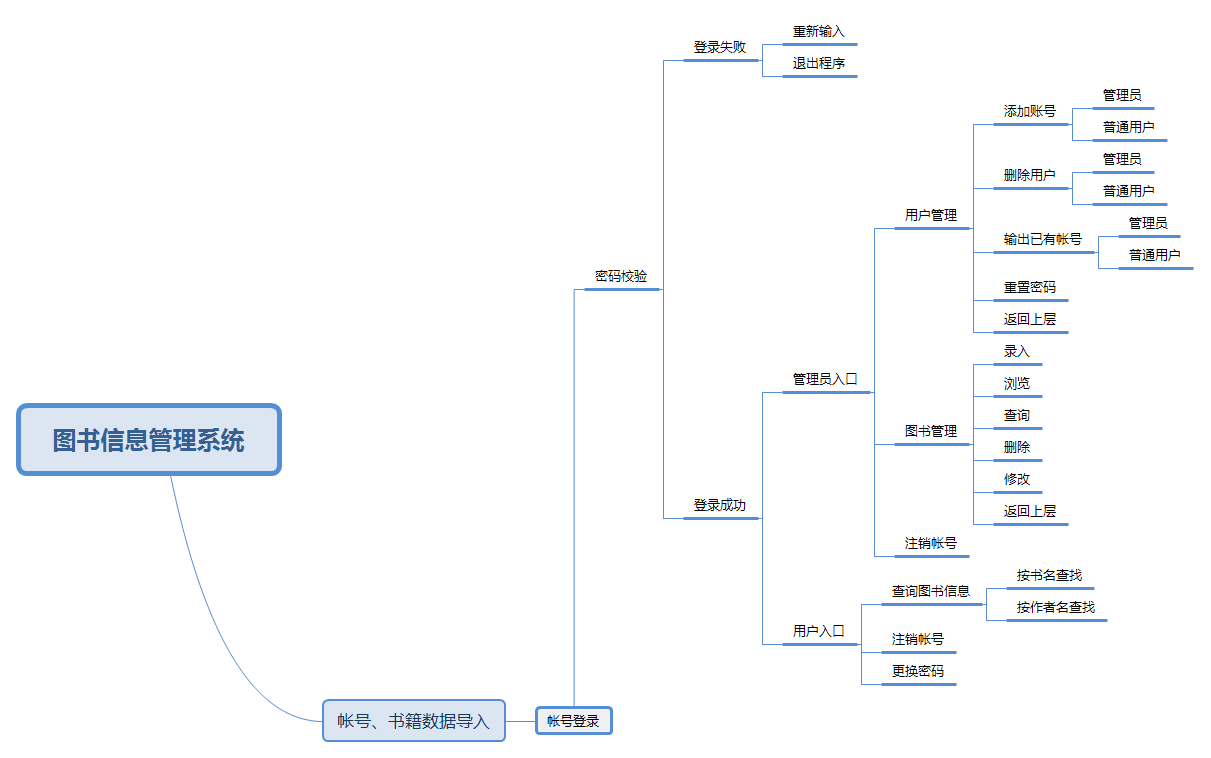 图书信息管理系统
帐号、书籍数据导入
帐号登录
密码校验
登录失败
重新输入
退出程序
登录成功
管理员入口
用户管理
添加账号
管理员
普通用户
删除用户
管理员
普通用户
输出已有帐号
管理员
普通用户
重置密码
返回上层
图书管理
录入
浏览
查询
删除
修改
返回上层
注销帐号
用户入口
查询图书信息
按书名查找
按作者名查找
注销帐号
更换密码